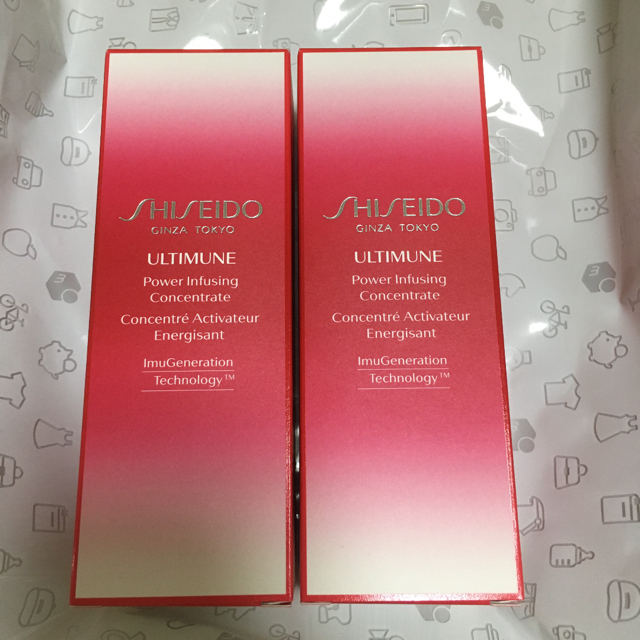 SHISEIDO
GINZA TOKYO
ULTIMUNE
Power Infusing
Concentrate
Concentré Activateur
Energisant
ImuGeneration
Technology™
SHISEIDO
GINZA TOKYO
ULTIMUNE
Power Infusing
Concentrate
Concentré Activateur
Energisant
ImuGeneration
Technology™